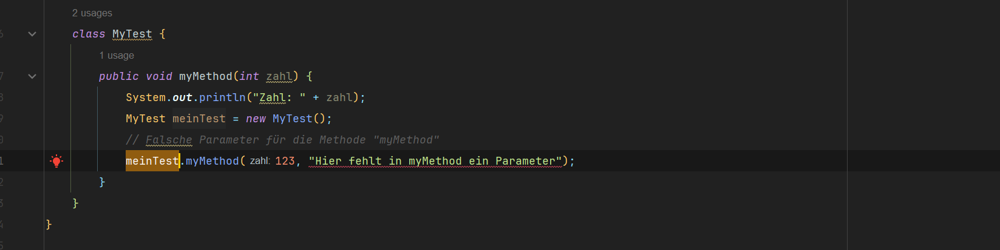 2 usages
class MyTest {
1 usage
public void myMethod(int zahl) {
System.out.println("Zahl: " + zahl);
MyTest meinTest = new MyTest();
// Falsche Parameter für die Methode "myMethod"
meinTest.myMethod( zahl: 123, "Hier fehlt in myMethod ein Parameter");
}
}
}